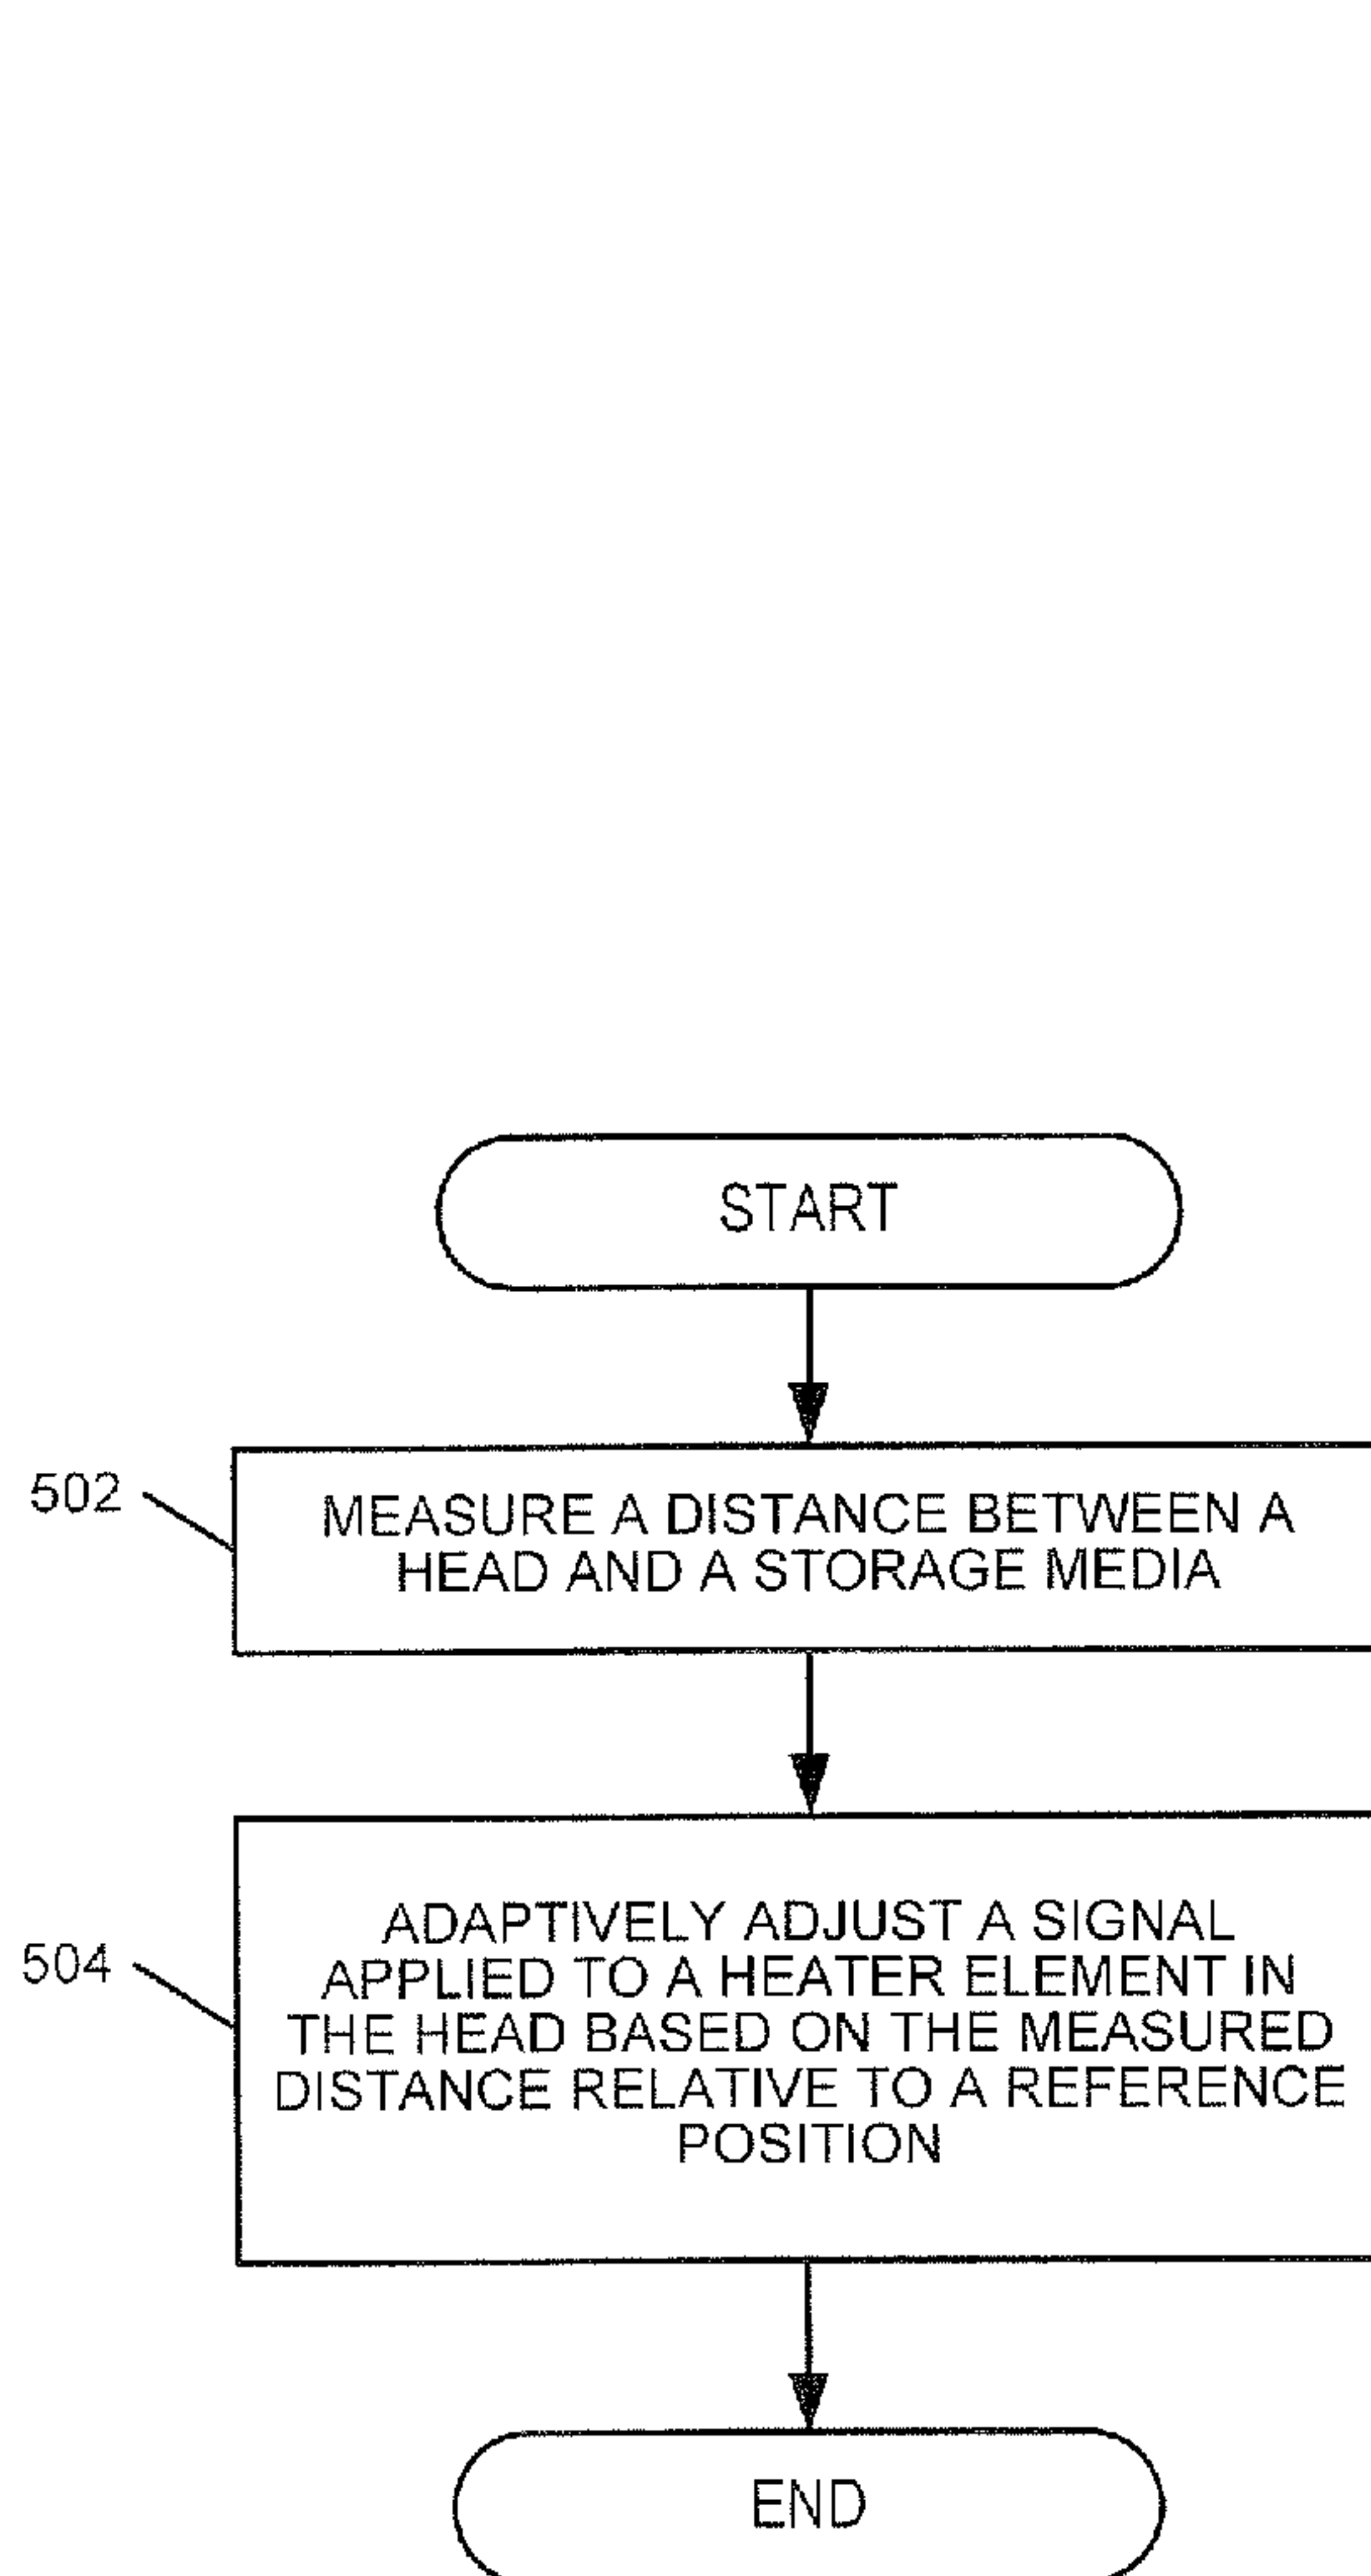 START
502
MEASURE A DISTANCE BETWEEN A
HEAD AND A STORAGE MEDIA
504
ADAPTIVELY ADJUST A SIGNAL
APPLIED TO A HEATER ELEMENT IN
THE HEAD BASED ON THE MEASURED
DISTANCE RELATIVE TO A REFERENCE
POSITION
END